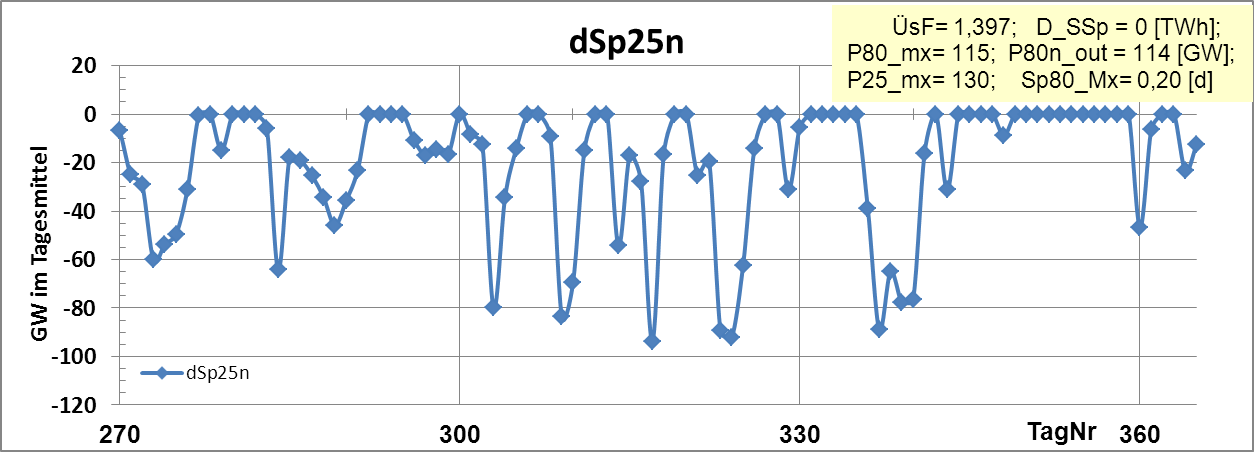 dSp25n
ÜsF= 1,397; D_SSp = 0 [TWh];
P80_mx= 115; P80n_out = 114 [GW];
P25_mx= 130; Sp80_Mx= 0,20 [d]
GW im Tagesmittel
20
0
-20
-40
-60
-80
-100
-120
dSp25n
270
300
330
TagNr
360